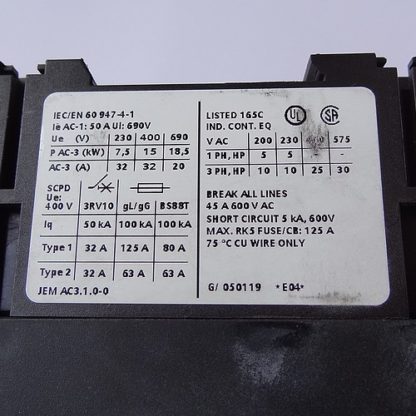 IEC/EN 60 947-4-1
Ie AC-1: 50 A Ui: 690V
Ue (V) 230 400 690
P AC-3 (kW) 7,5 15 18,5
AC-3 (A) 32 32 20
SCPD
Ue:
400 V 3RV10 gL/gG BS88T
Iq 50 kA 100 kA 100 kA
Type 1 32 A 125 A 80 A
Type 2 32 A 63 A 63 A
JEM AC3.1.0-0
LISTED 165C UL SA
IND. CONT. EQ
V AC 200 230 575
1 PH, HP 5 5 - -
3 PH, HP 10 10 25 30
BREAK ALL LINES
45 A 600 V AC
SHORT CIRCUIT 5 kA, 600V
MAX. RK5 FUSE/CB: 125 A
75 °C CU WIRE ONLY
G/ 050119 *E04*